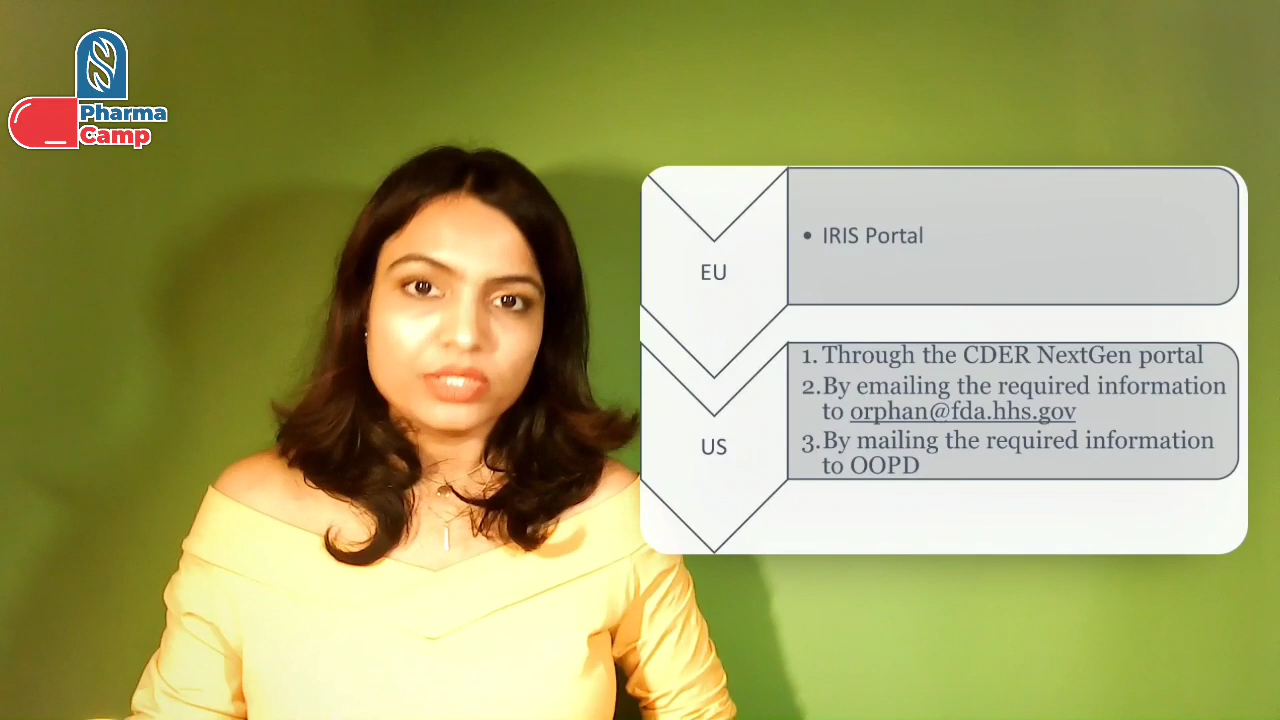 Pharma
Camp
EU
• IRIS Portal
US
1. Through the CDER NextGen portal
2. By emailing the required information
to orphan@fda.hhs.gov
3. By mailing the required information
to OOPD